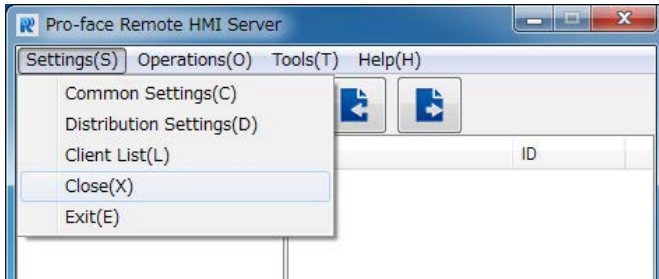 Pro-face Remote HMI Server
Settings(S) Operations(O) Tools(T) Help(H)
Common Settings(C)
Distribution Settings(D)
Client List(L)
ID
Close(X)
Exit(E)